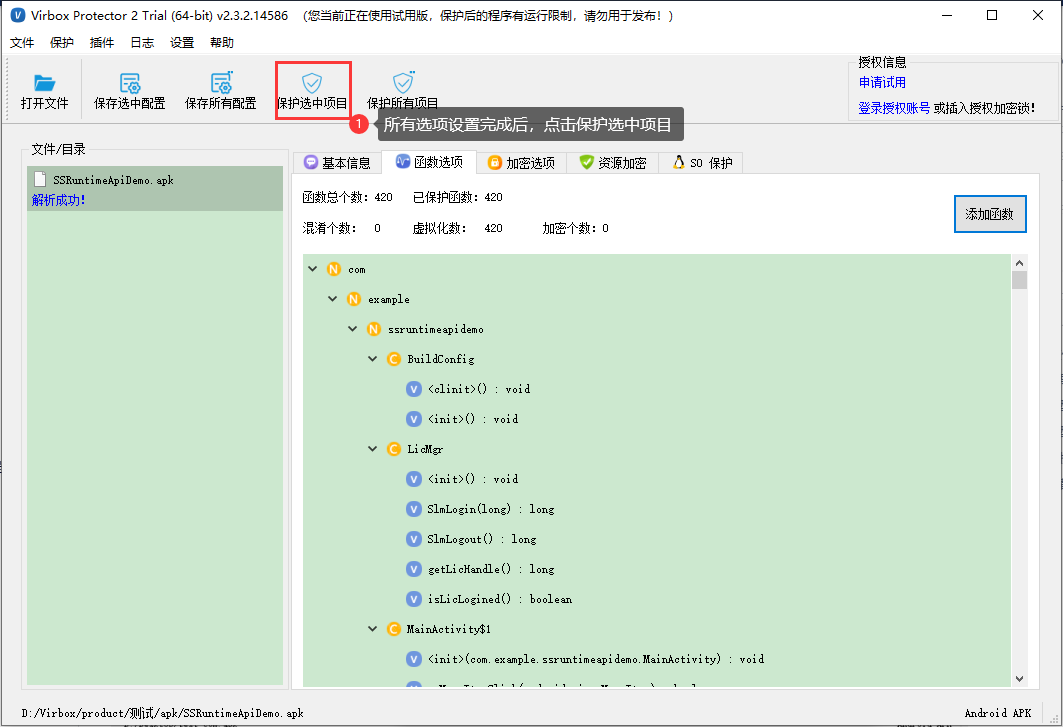 Virbox Protector 2 Trial (64-bit) v2.3.2.14586 (您当前正在使用试用版，保护后的程序有运行限制，请勿用于发布！)
文件 保护 插件 日志 设置 帮助
打开文件 保存选中配置 保存所有配置 保护选中项目 保护所有项目
授权信息
申请试用
登录授权账号 或插入授权加密锁！
1 所有选项设置完成后，点击保护选中项目
文件/目录
SSRuntimeApiDemo.apk
解析成功!
基本信息 函数选项 加密选项 资源加密 SO 保护
函数总个数：420 已保护函数：420
混淆个数： 0 虚拟化数： 420 加密个数：0
添加函数
N com
N example
N ssruntimeapidemo
C BuildConfig
V <clinit>() : void
V <init>() : void
C LicMgr
V <init>() : void
V SlmLogin(long) : long
V SlmLogout() : long
V getLicHandle() : long
V isLicLogined() : boolean
C MainActivity$1
V <init>(com.example.ssruntimeapidemo.MainActivity) : void
D:/Virbox/product/测试/apk/SSRuntimeApiDemo.apk
Android APK